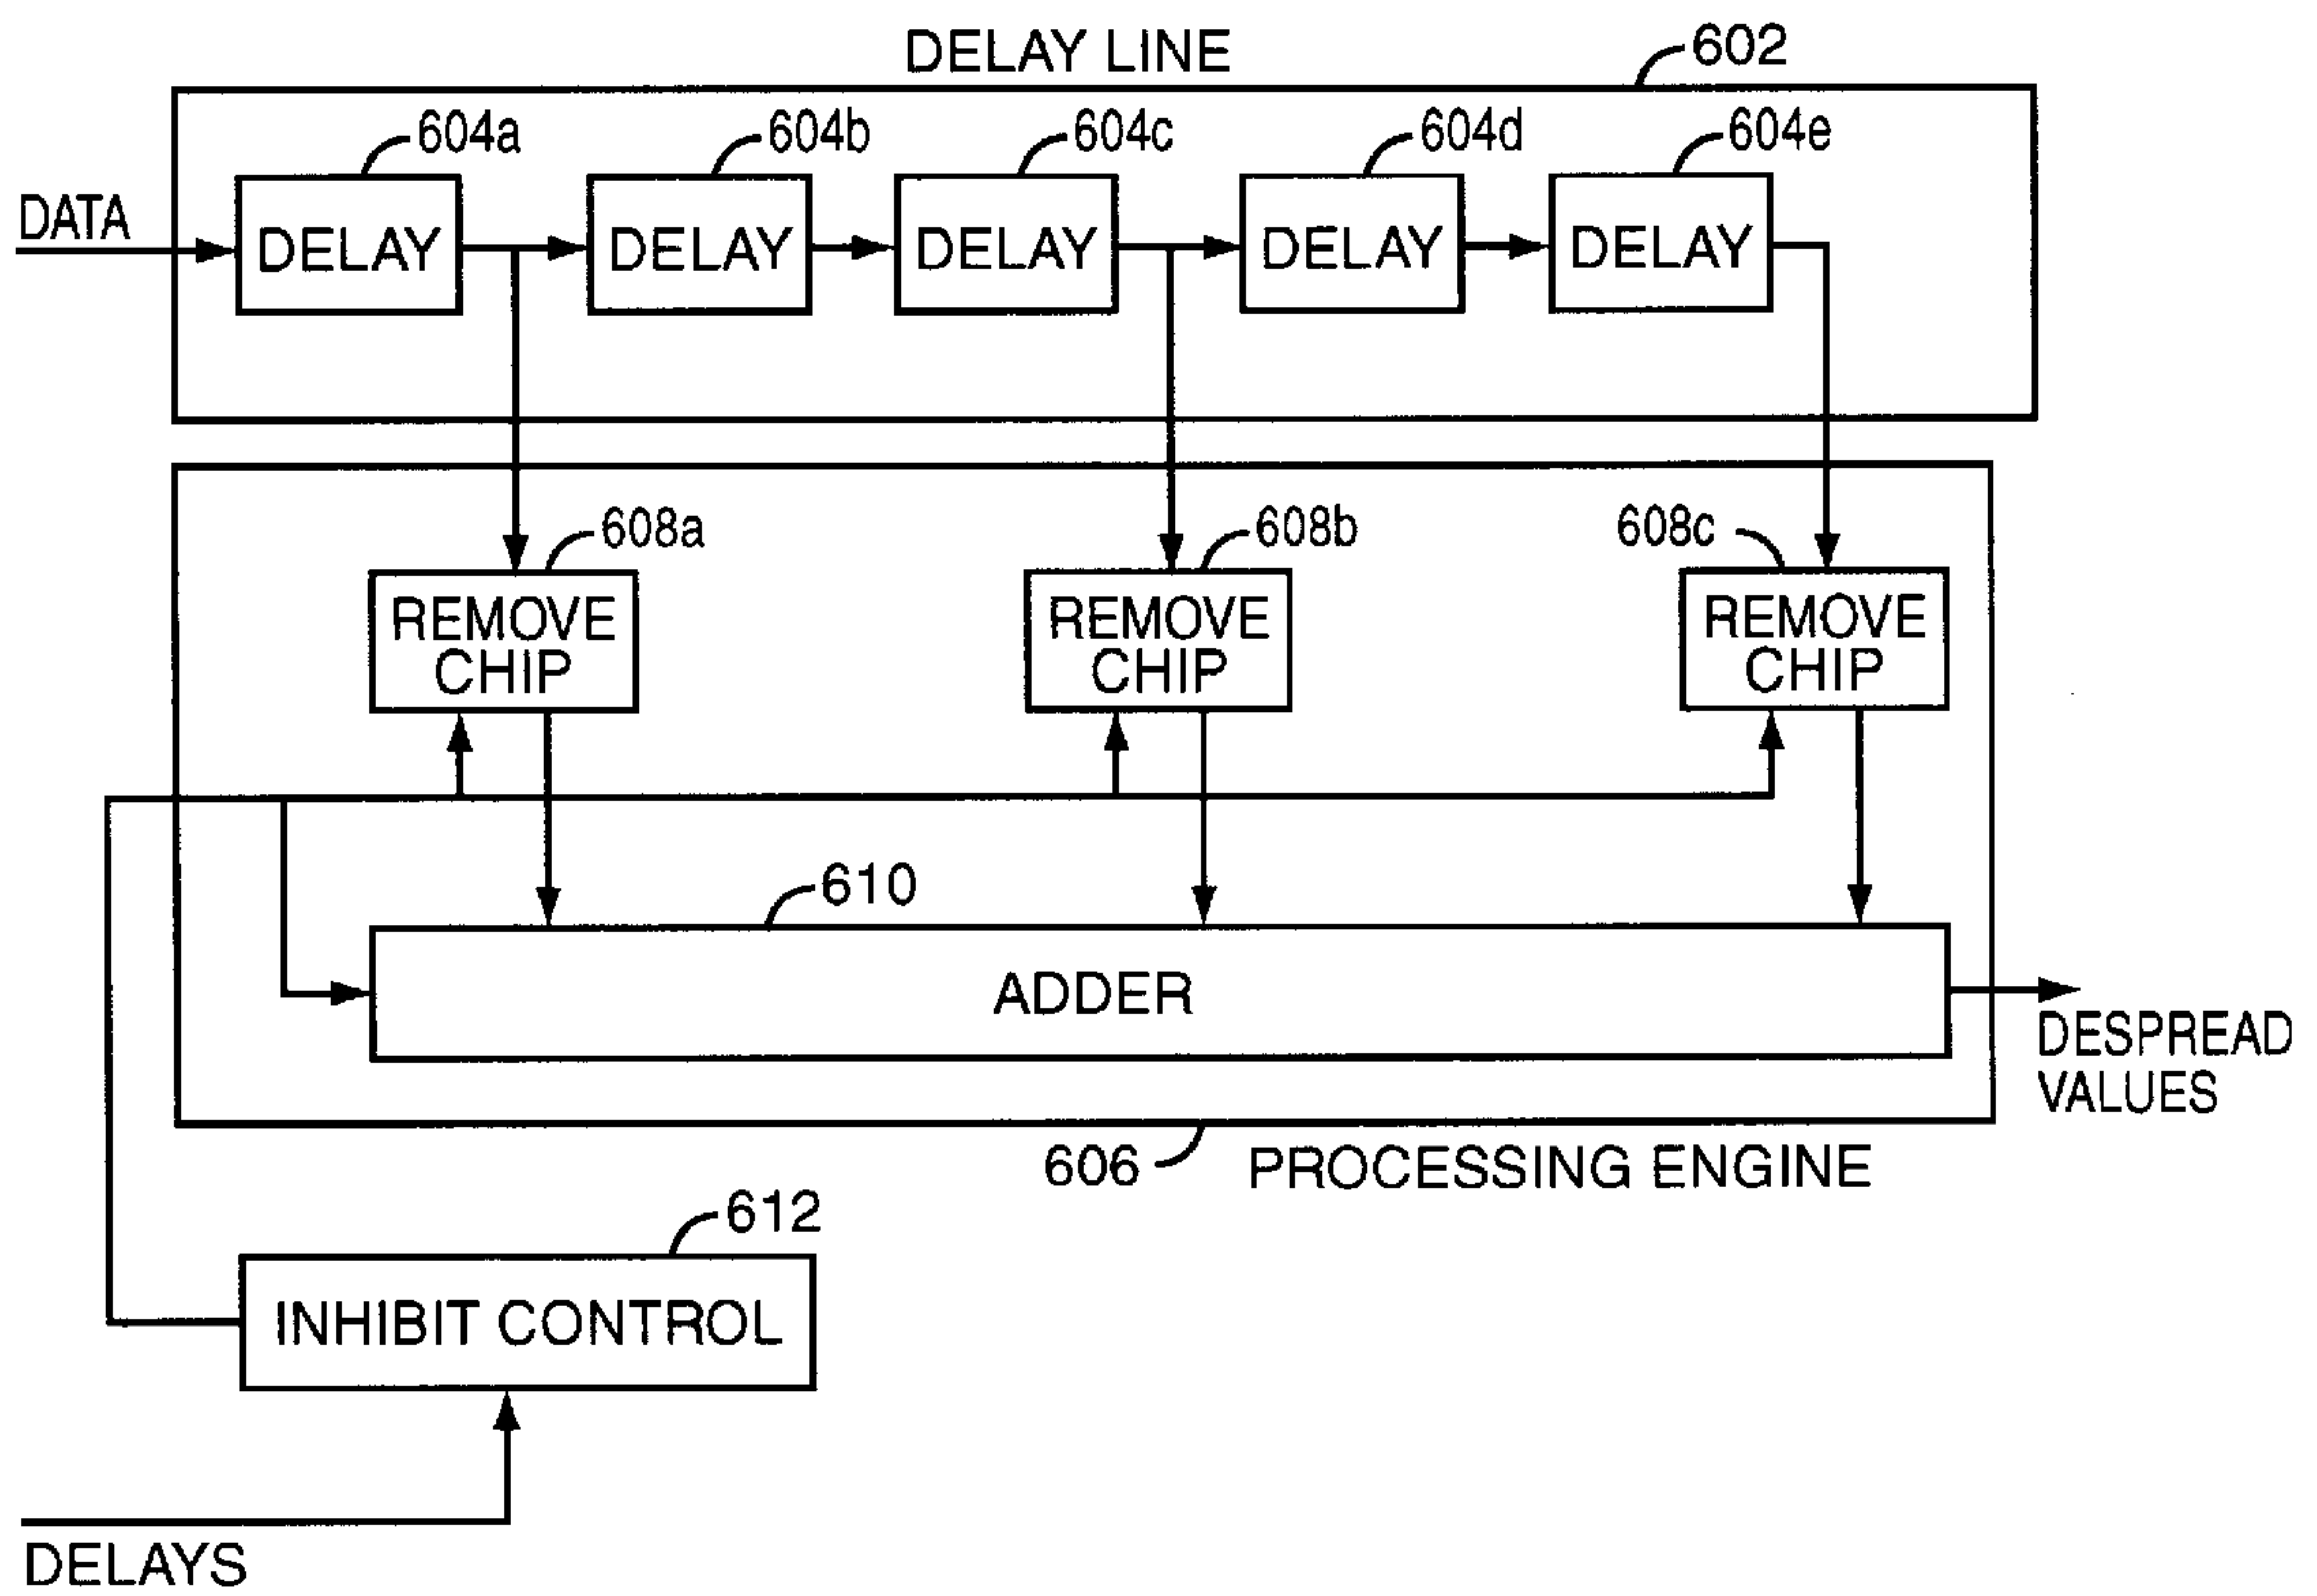 DELAY LINE
602
604a
604b
604c
604d
604e
DATA
DELAY
DELAY
DELAY
DELAY
DELAY
608a
608b
608c
REMOVE
CHIP
REMOVE
CHIP
REMOVE
CHIP
610
ADDER
DESPREAD
VALUES
606
PROCESSING ENGINE
612
INHIBIT CONTROL
DELAYS